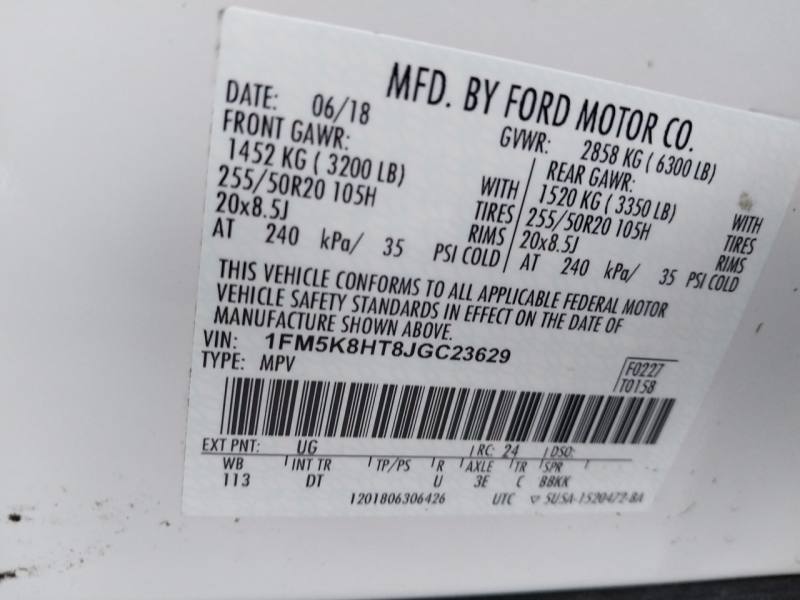 MFD. BY FORD MOTOR CO.
DATE: 06/18 GVWR: 2858 KG ( 6300 LB)
FRONT GAWR: REAR GAWR:
1452 KG ( 3200 LB) WITH 1520 KG ( 3350 LB) WITH
255/50R20 105H TIRES 255/50R20 105H TIRES
20x8.5J RIMS 20x8.5J RIMS
AT 240 kPa/ 35 PSI COLD AT 240 kPa/ 35 PSI COLD
THIS VEHICLE CONFORMS TO ALL APPLICABLE FEDERAL MOTOR
VEHICLE SAFETY STANDARDS IN EFFECT ON THE DATE OF
MANUFACTURE SHOWN ABOVE.
VIN: 1FM5K8HT8JGC23629
TYPE: MPV
F0227
T0158
EXT PNT: UG RC: 24 DSO:
WB INT TR TP/PS R AXLE TR SPR
113 DT U 3E C BBKK
1201806306426 UTC ▽ 5USA-1520472-BA